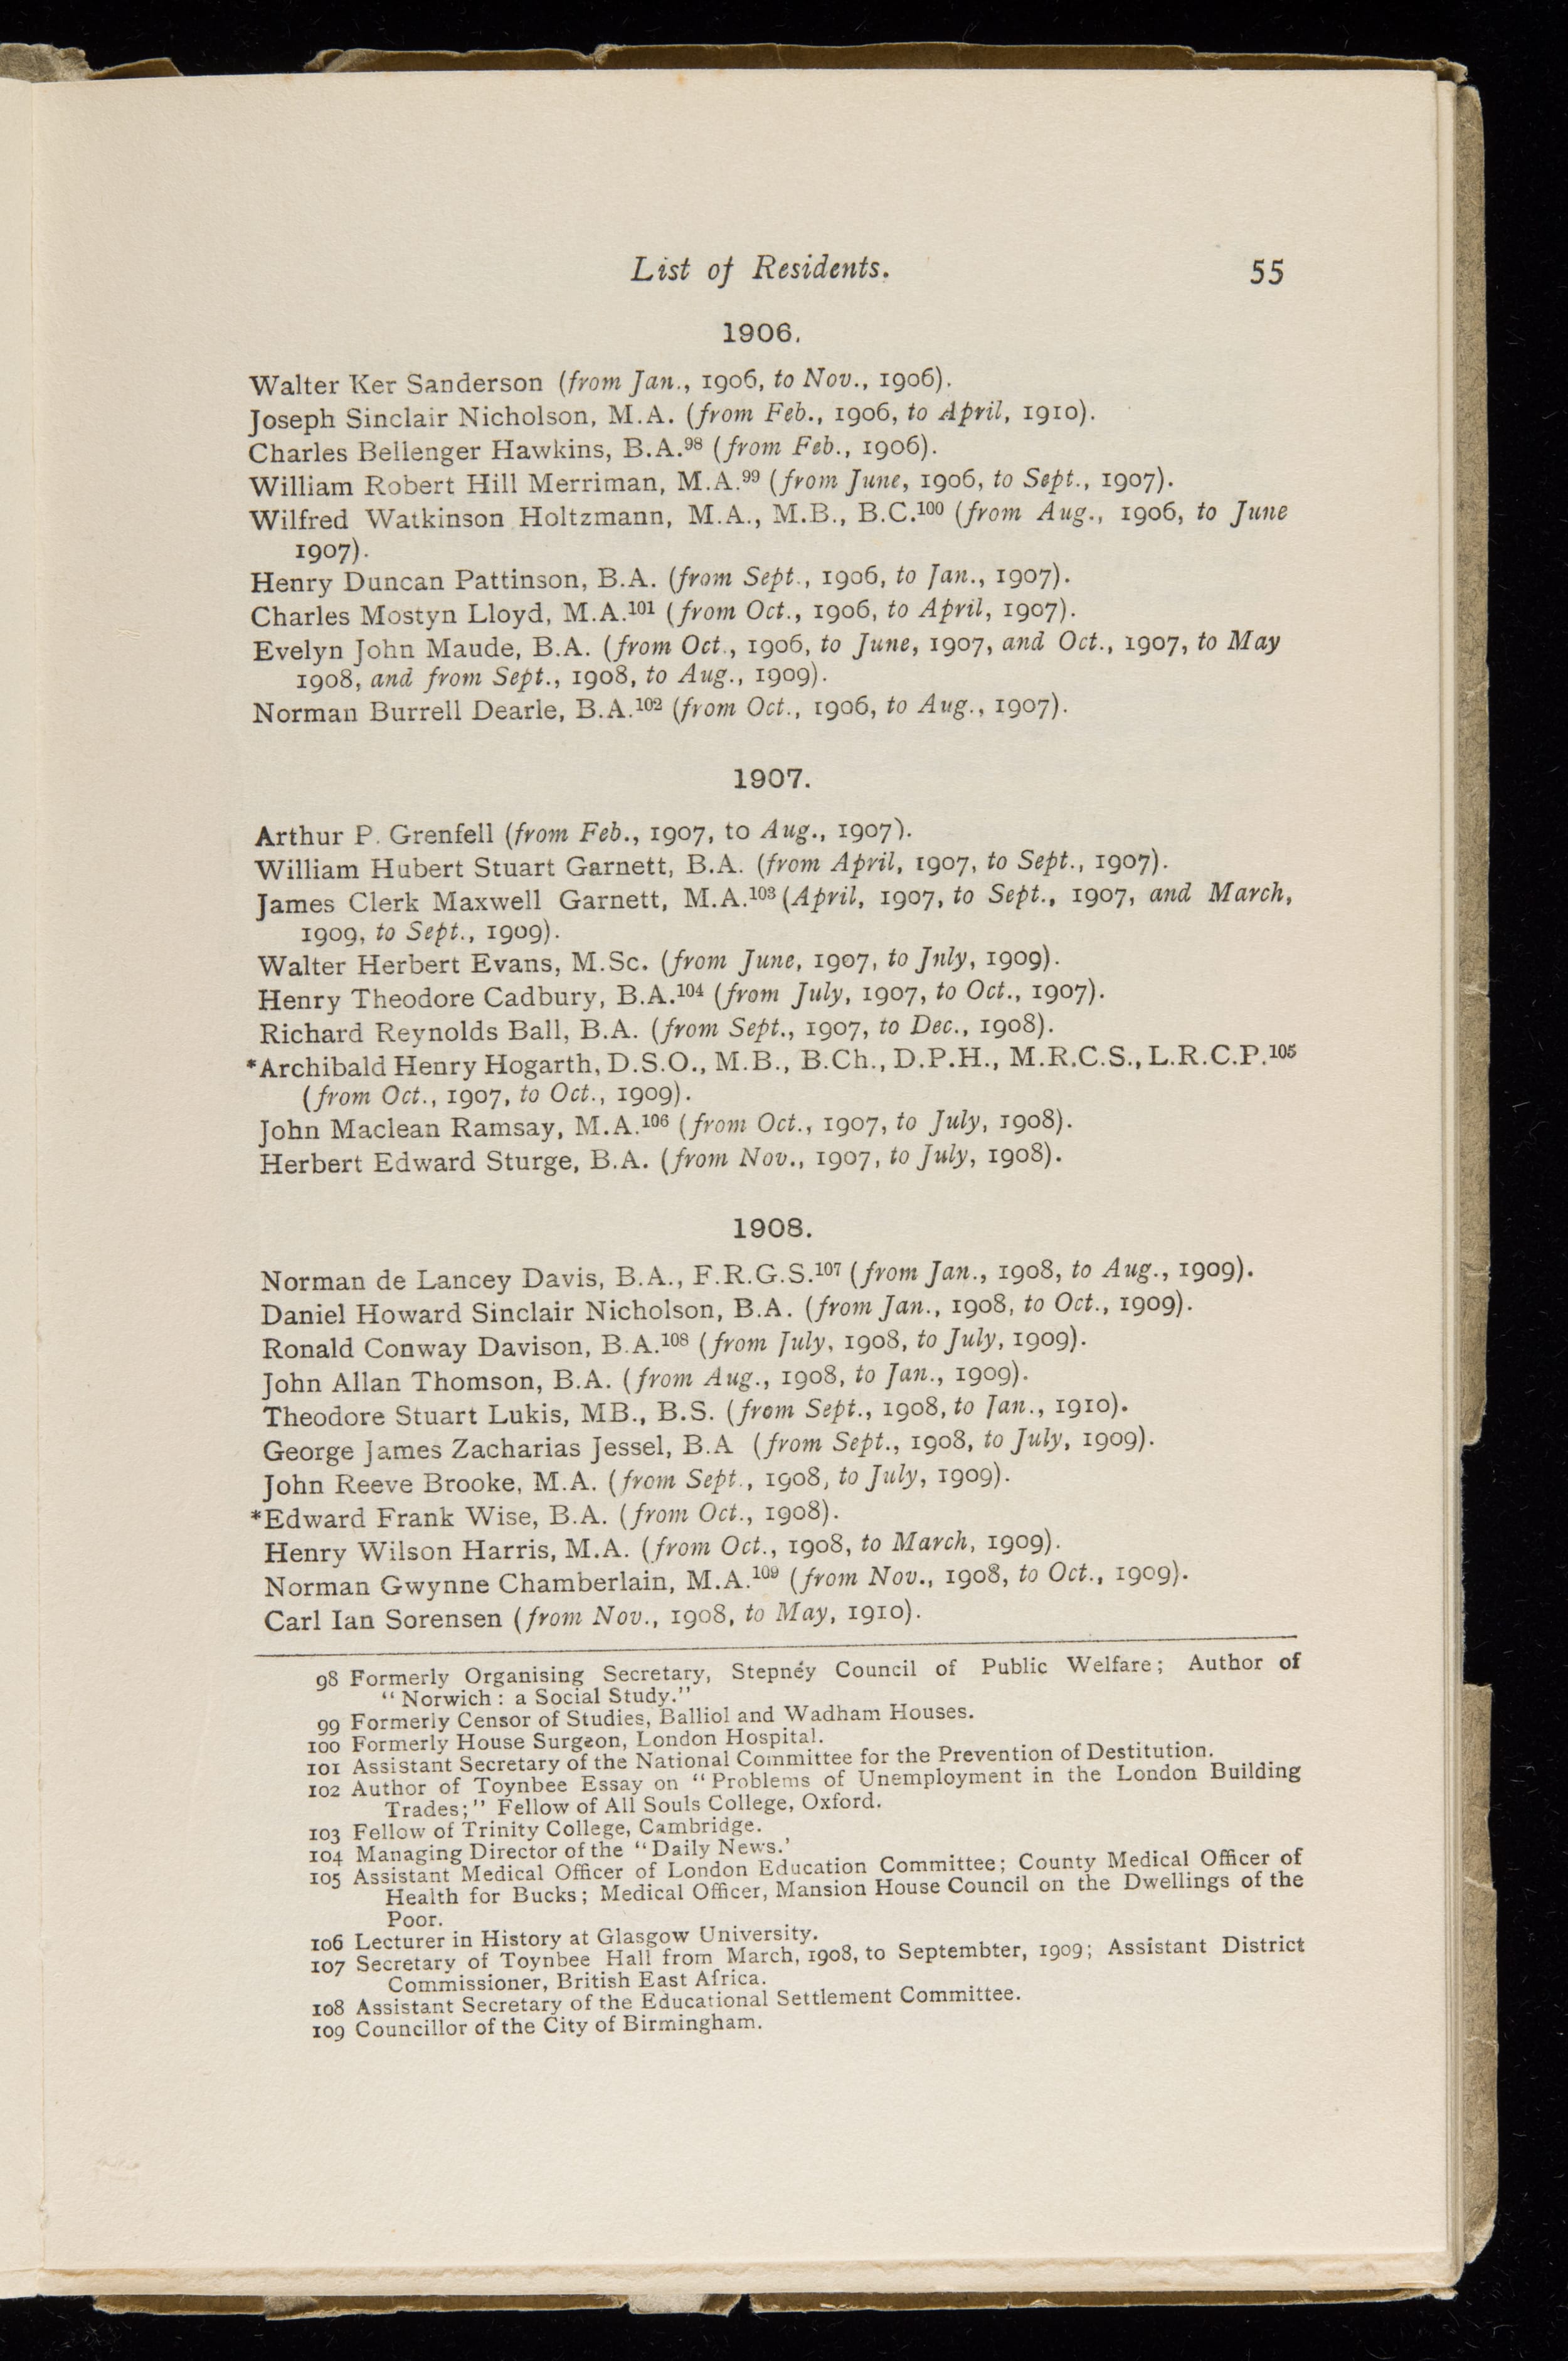 List of Residents.
55
1906.
Walter Ker Sanderson (from Jan., 1906, to Nov., 1906).
Joseph Sinclair Nicholson, M.A. (from Feb., 1906, to April, 1910).
Charles Bellenger Hawkins, B.A.98 (from Feb., 1906).
William Robert Hill Merriman, M.A.99 (from June, 1906, to Sept., 1907).
Wilfred Watkinson Holtzmann, M.A., M.B., B.C.100 (from Aug., 1906, to June
1907).
Henry Duncan Pattinson, B.A. (from Sept., 1906, to Jan., 1907).
Charles Mostyn Lloyd, M.A.101 (from Oct., 1906, to April, 1907).
Evelyn John Maude, B.A. (from Oct., 1906, to June, 1907, and Oct., 1907, to May
1908, and from Sept., 1908, to Aug., 1909).
Norman Burrell Dearle, B.A.102 (from Oct., 1906, to Aug., 1907).
1907.
Arthur P. Grenfell (from Feb., 1907, to Aug., 1907).
William Hubert Stuart Garnett, B.A. (from April, 1907, to Sept., 1907).
James Clerk Maxwell Garnett, M.A.103 (April, 1907, to Sept., 1907, and March,
1909, to Sept., 1909).
Walter Herbert Evans, M.Sc. (from June, 1907, to Jnly, 1909).
Henry Theodore Cadbury, B.A.104 (from July, 1907, to Oct., 1907).
Richard Reynolds Ball, B.A. (from Sept., 1907, to Dec., 1908).
*Archibald Henry Hogarth, D.S.O., M.B., B.Ch., D.P.H., M.R.C.S., L.R.C.P.105
(from Oct., 1907, to Oct., 1909).
John Maclean Ramsay, M.A.106 (from Oct., 1907, to July, 1908).
Herbert Edward Sturge, B.A. (from Nov., 1907, to July, 1908).
1908.
Norman de Lancey Davis, B.A., F.R.G.S.107 (from Jan., 1908, to Aug., 1909).
Daniel Howard Sinclair Nicholson, B.A. (from Jan., 1908, to Oct., 1909).
Ronald Conway Davison, B.A.108 (from July, 1908, to July, 1909).
John Allan Thomson, B.A. (from Aug., 1908, to Jan., 1909).
Theodore Stuart Lukis, MB., B.S. (from Sept., 1908, to Jan., 1910).
George James Zacharias Jessel, B.A (from Sept., 1908, to July, 1909).
John Reeve Brooke, M.A. (from Sept., 1908, to July, 1909).
*Edward Frank Wise, B.A. (from Oct., 1908).
Henry Wilson Harris, M.A. (from Oct., 1908, to March, 1909).
Norman Gwynne Chamberlain, M.A.109 (from Nov., 1908, to Oct., 1909).
Carl Ian Sorensen (from Nov., 1908, to May, 1910).
98 Formerly Organising Secretary, Stepney Council of Public Welfare; Author of
"Norwich: a Social Study."
99 Formerly Censor of Studies, Balliol and Wadham Houses.
100 Formerly House Surgeon, London Hospital.
101 Assistant Secretary of the National Committee for the Prevention of Destitution.
102 Author of Toynbee Essay on "Problems of Unemployment in the London Building
Trades;" Fellow of All Souls College, Oxford.
103 Fellow of Trinity College, Cambridge.
104 Managing Director of the "Daily News.'
105 Assistant Medical Officer of London Education Committee; County Medical Officer of
Health for Bucks; Medical Officer, Mansion House Council on the Dwellings of the
Poor.
106 Lecturer in History at Glasgow University.
107 Secretary of Toynbee Hall from March, 1908, to Septembter, 1909; Assistant District
Commissioner, British East Africa.
108 Assistant Secretary of the Educational Settlement Committee.
109 Councillor of the City of Birmingham.